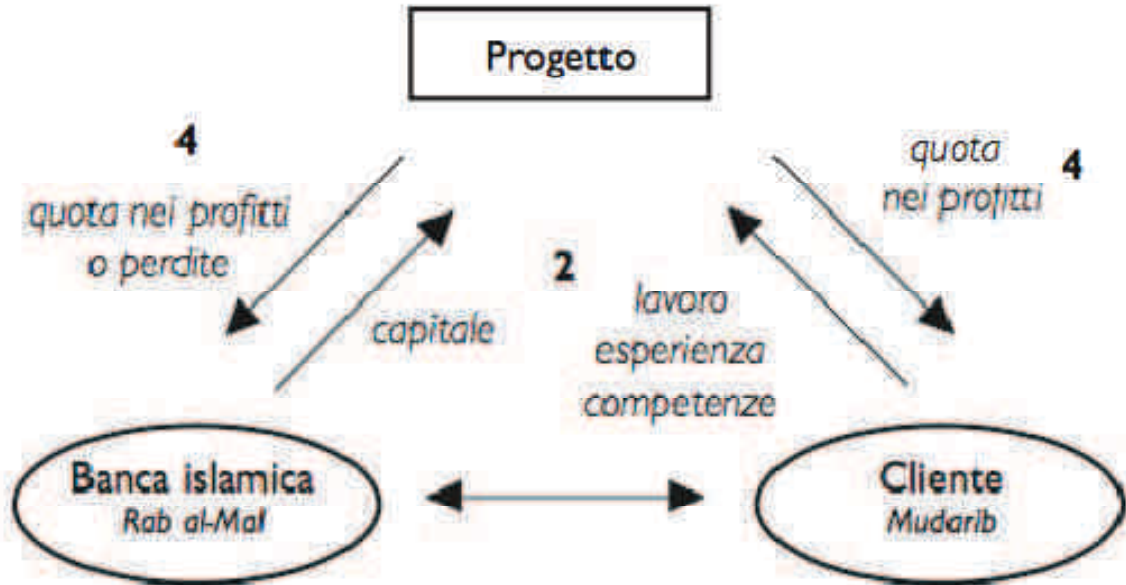 Progetto
4
quota nei profitti
o perdite
quota
nei profitti
4
2
capitale
lavoro
esperienza
competenze
Banca islamica
Rab al-Mal
Cliente
Mudarib